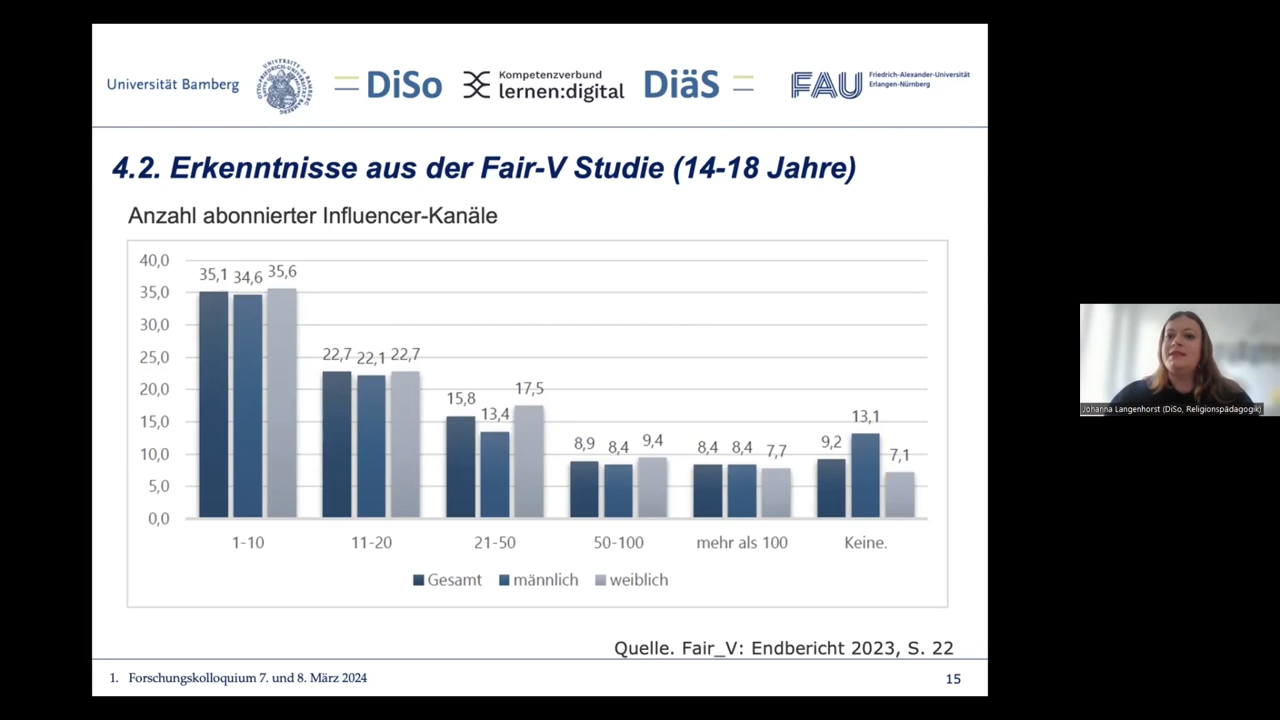 Universität Bamberg
DiSo
Kompetenzverbund
lernen:digital
DiäS
FAU
Friedrich-Alexander-Universität
Erlangen-Nürnberg
4.2. Erkenntnisse aus der Fair-V Studie (14-18 Jahre)
Anzahl abonnierter Influencer-Kanäle
40,0
35,0
30,0
25,0
20,0
15,0
10,0
5,0
0,0
35,1 34,6 35,6
22,7 22,1 22,7
15,8 13,4 17,5
8,9 8,4 9,4
8,4 8,4 7,7
9,2 13,1 7,1
1-10 11-20 21-50 50-100 mehr als 100 Keine.
Gesamt männlich weiblich
Quelle. Fair_V: Endbericht 2023, S. 22
1. Forschungskolloquium 7. und 8. März 2024
15
Johanna Langenhorst (DiSo, Religionspädagogik)